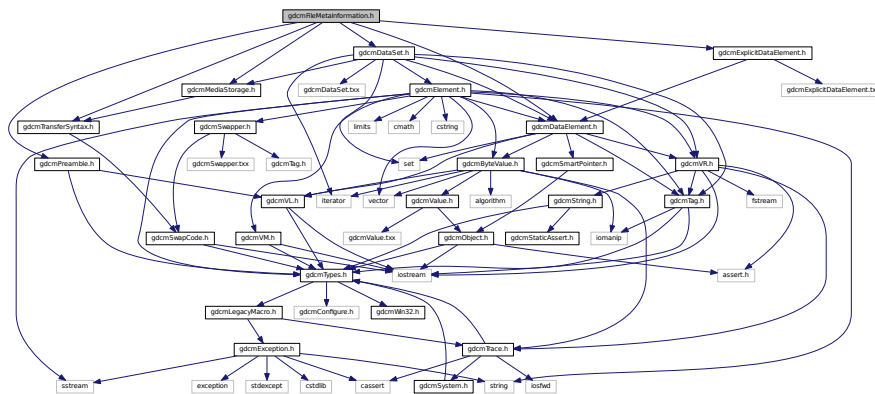 gdcmFileMetaInformation.h
gdcmDataSet.h
gdcmExplicitDataElement.h
gdcmMediaStorage.h
gdcmDataSet.txx
gdcmElement.h
gdcmExplicitDataElement.tx
gdcmTransferSyntax.h
gdcmSwapper.h
limits
cmath
cstring
gdcmDataElement.h
gdcmPreamble.h
gdcmSwapper.txx
gdcmTag.h
set
gdcmByteValue.h
gdcmSmartPointer.h
gdcmVR.h
gdcmVL.h
iterator
vector
gdcmValue.h
algorithm
gdcmString.h
gdcmTag.h
fstream
gdcmSwapCode.h
gdcmVM.h
gdcmValue.txx
gdcmObject.h
gdcmStaticAssert.h
iomanip
gdcmTypes.h
iostream
assert.h
gdcmLegacyMacro.h
gdcmConfigure.h
gdcmWin32.h
gdcmException.h
gdcmTrace.h
sstream
exception
stdexcept
cstdlib
cassert
gdcmSystem.h
string
iosfwd